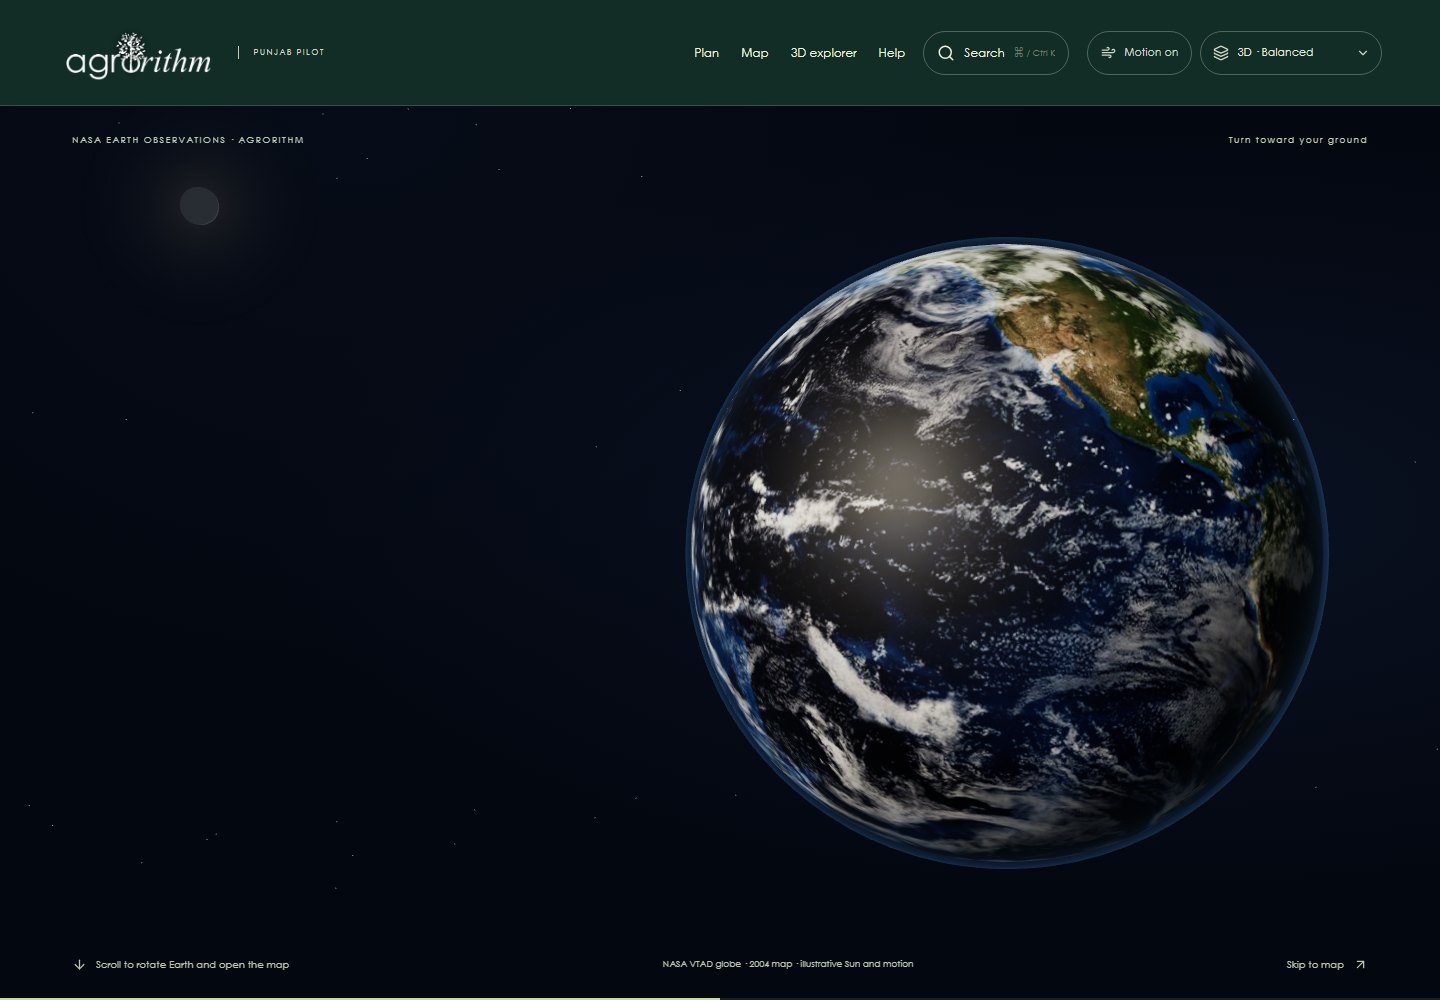 agrorithm
PUNJAB PILOT
Plan
Map
3D explorer
Help
Search ⌘ / Ctrl K
Motion on
3D · Balanced
NASA EARTH OBSERVATIONS · AGRORITHM
Turn toward your ground
Scroll to rotate Earth and open the map
NASA VTAD globe · 2004 map · illustrative Sun and motion
Skip to map